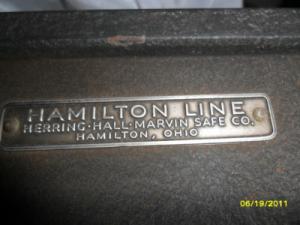 HAMILTON LINE
HERRING·HALL·MARVIN SAFE CO.
HAMILTON, OHIO
06/19/2011